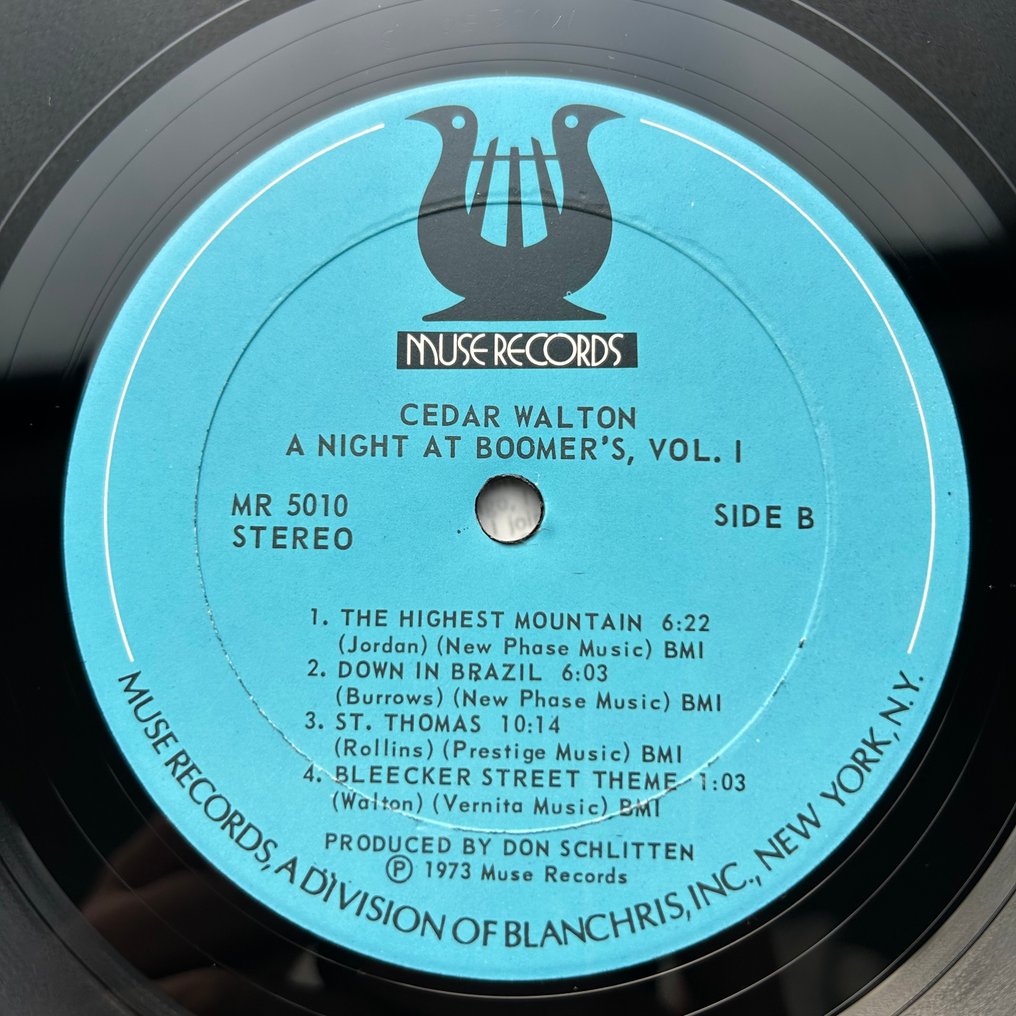 MUSE RECORDS
CEDAR WALTON
A NIGHT AT BOOMER'S, VOL. I
MR 5010
STEREO
SIDE B
1. THE HIGHEST MOUNTAIN 6:22
(Jordan) (New Phase Music) BMI
2. DOWN IN BRAZIL 6:03
(Burrows) (New Phase Music) BMI
3. ST. THOMAS 10:14
(Rollins) (Prestige Music) BMI
4. BLEECKER STREET THEME 1:03
(Walton) (Vernita Music) BMI
PRODUCED BY DON SCHLITTEN
℗ 1973 Muse Records
MUSE RECORDS, A DIVISION OF BLANCHRIS, INC., NEW YORK, N.Y.